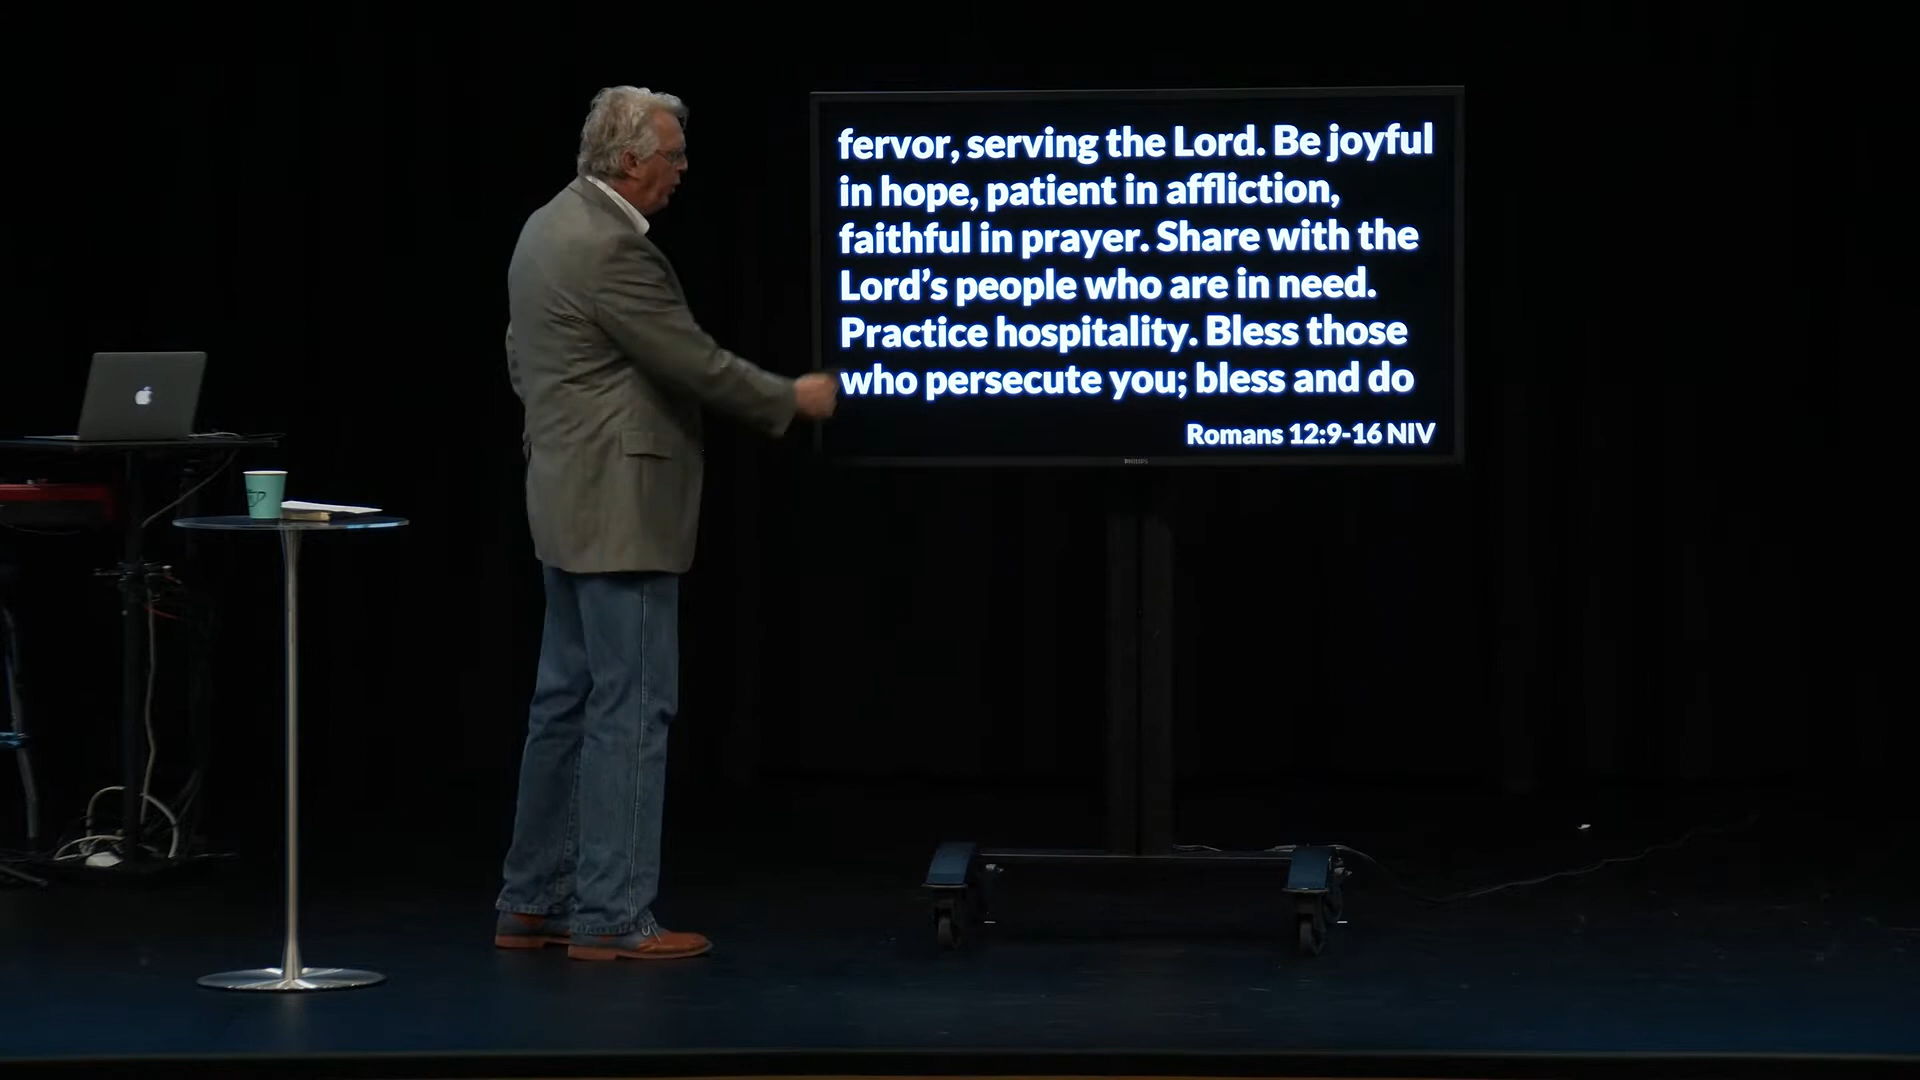 fervor, serving the Lord. Be joyful
in hope, patient in affliction,
faithful in prayer. Share with the
Lord’s people who are in need.
Practice hospitality. Bless those
who persecute you; bless and do
Romans 12:9-16 NIV
PHILIPS